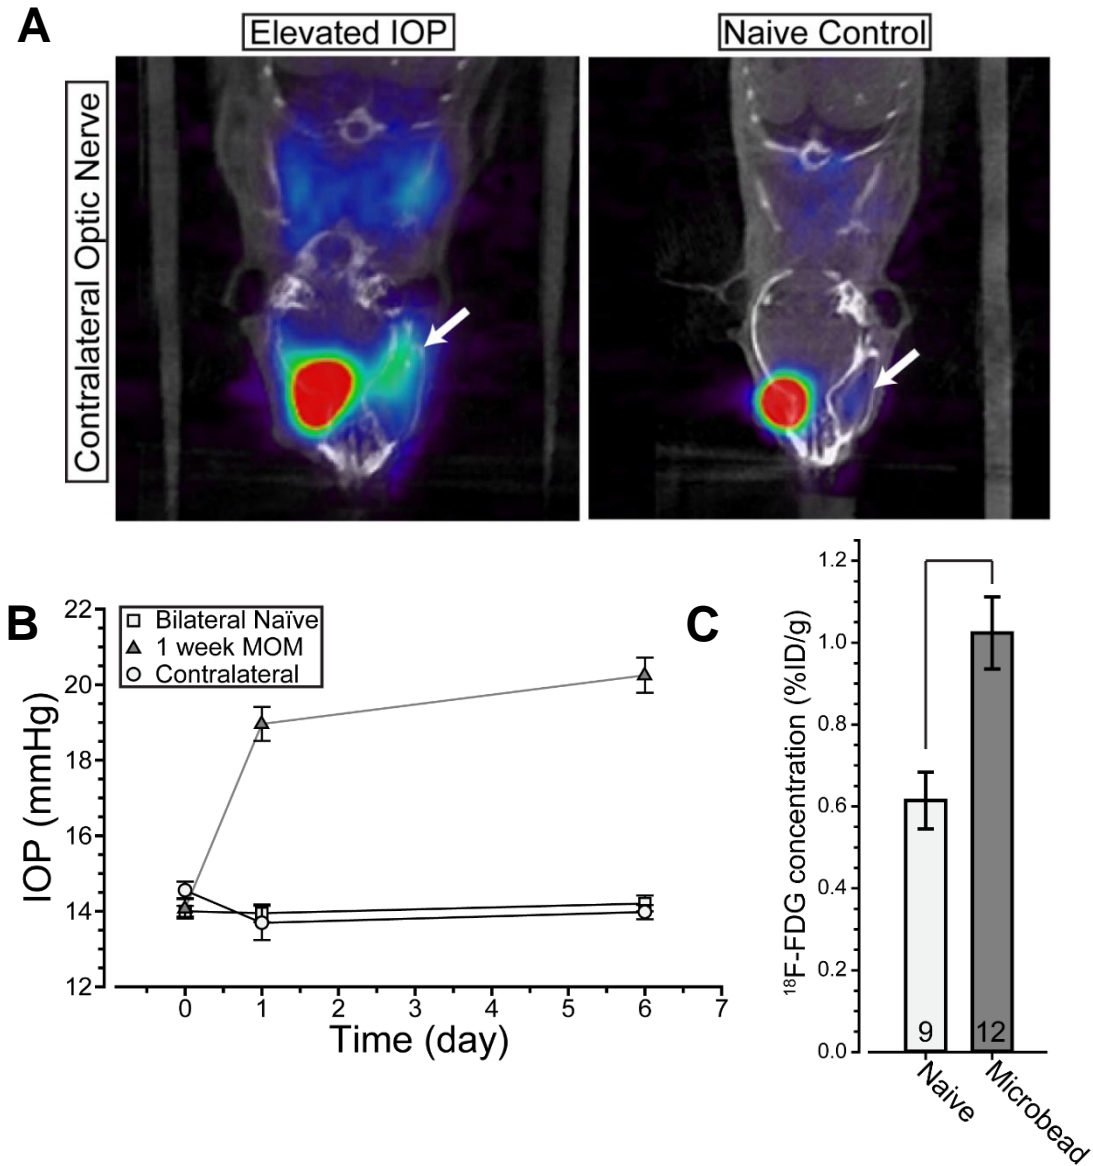 A
Elevated IOP
Naive Control
Contralateral Optic Nerve
B
22
20
18
16
14
12
IOP (mmHg)
Bilateral Naïve
1 week MOM
Contralateral
0 1 2 3 4 5 6 7
Time (day)
C
1.2
1.0
0.8
0.6
0.4
0.2
0.0
¹⁸F-FDG concentration (%ID/g)
9 12
Naive
Microbead